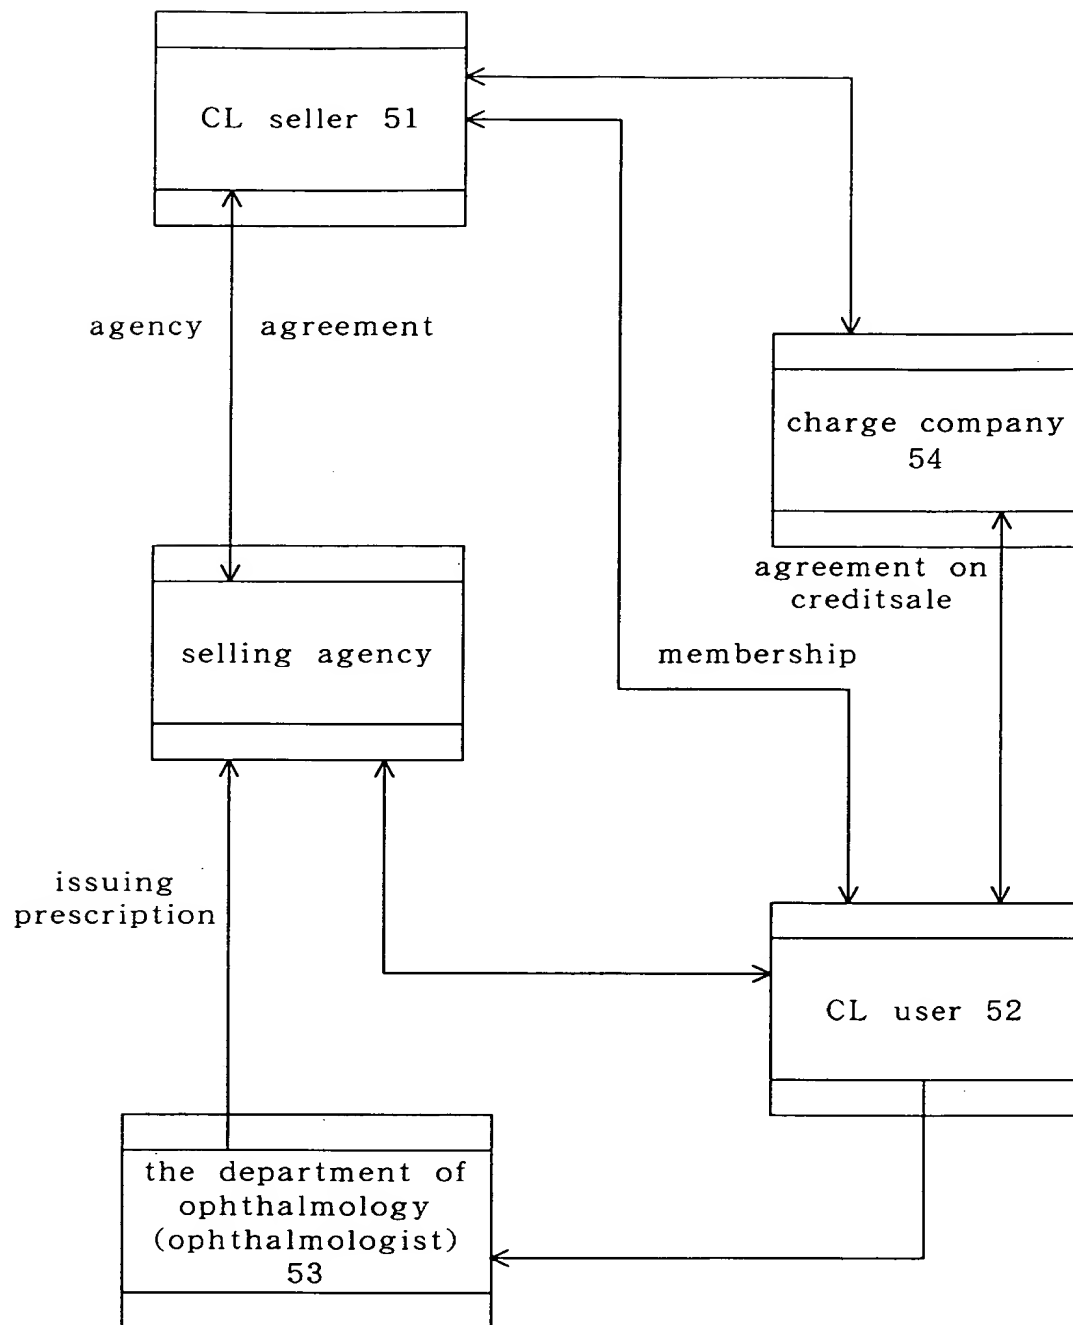 CL seller 51
agency agreement
charge company
54
agreement on
creditsale
selling agency
membership
issuing
prescription
CL user 52
the department of
ophthalmology
(ophthalmologist)
53